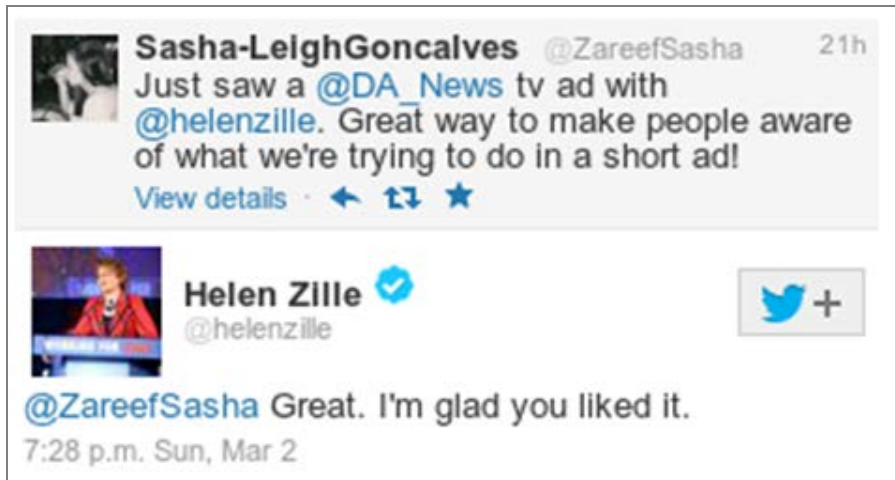 Sasha-LeighGoncalves @ZareefSasha 21h
Just saw a @DA_News tv ad with
@helenzille. Great way to make people aware
of what we're trying to do in a short ad!
View details
Helen Zille
@helenzille
+
@ZareefSasha Great. I'm glad you liked it.
7:28 p.m. Sun, Mar 2